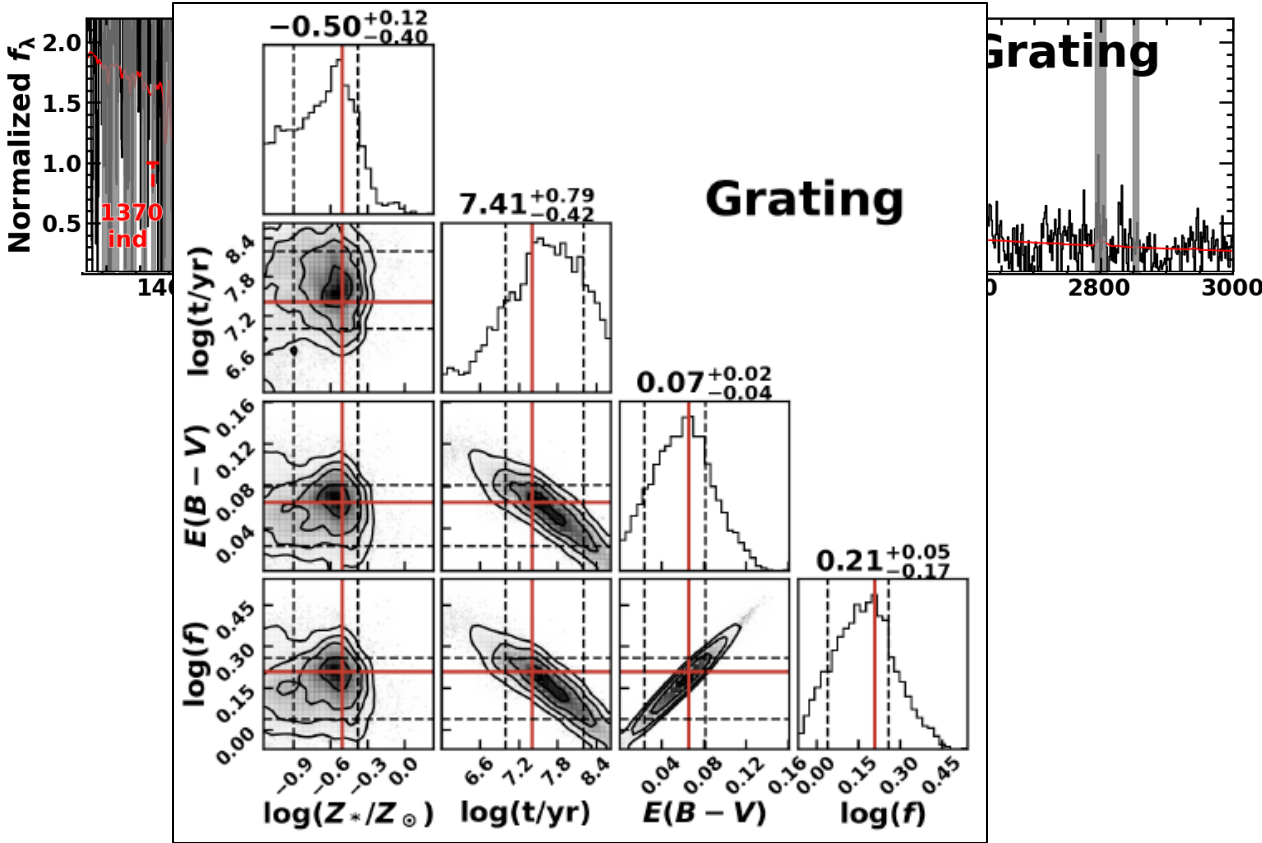 Normalized fλ
2.0
1.5
1.0
0.5
1370
ind
Grating
2800
3000
−0.50+0.12−0.40
7.41+0.79−0.42
Grating
log(t/yr)
8.4
7.8
7.2
6.6
0.07+0.02−0.04
E(B − V)
0.16
0.12
0.08
0.04
0.21+0.05−0.17
log(f)
0.45
0.30
0.15
0.00
−0.9 −0.6 −0.3 0.0
6.6 7.2 7.8 8.4
0.04 0.08 0.12 0.16
0.00 0.15 0.30 0.45
log(Z*/Z⊙) log(t/yr) E(B − V) log(f)